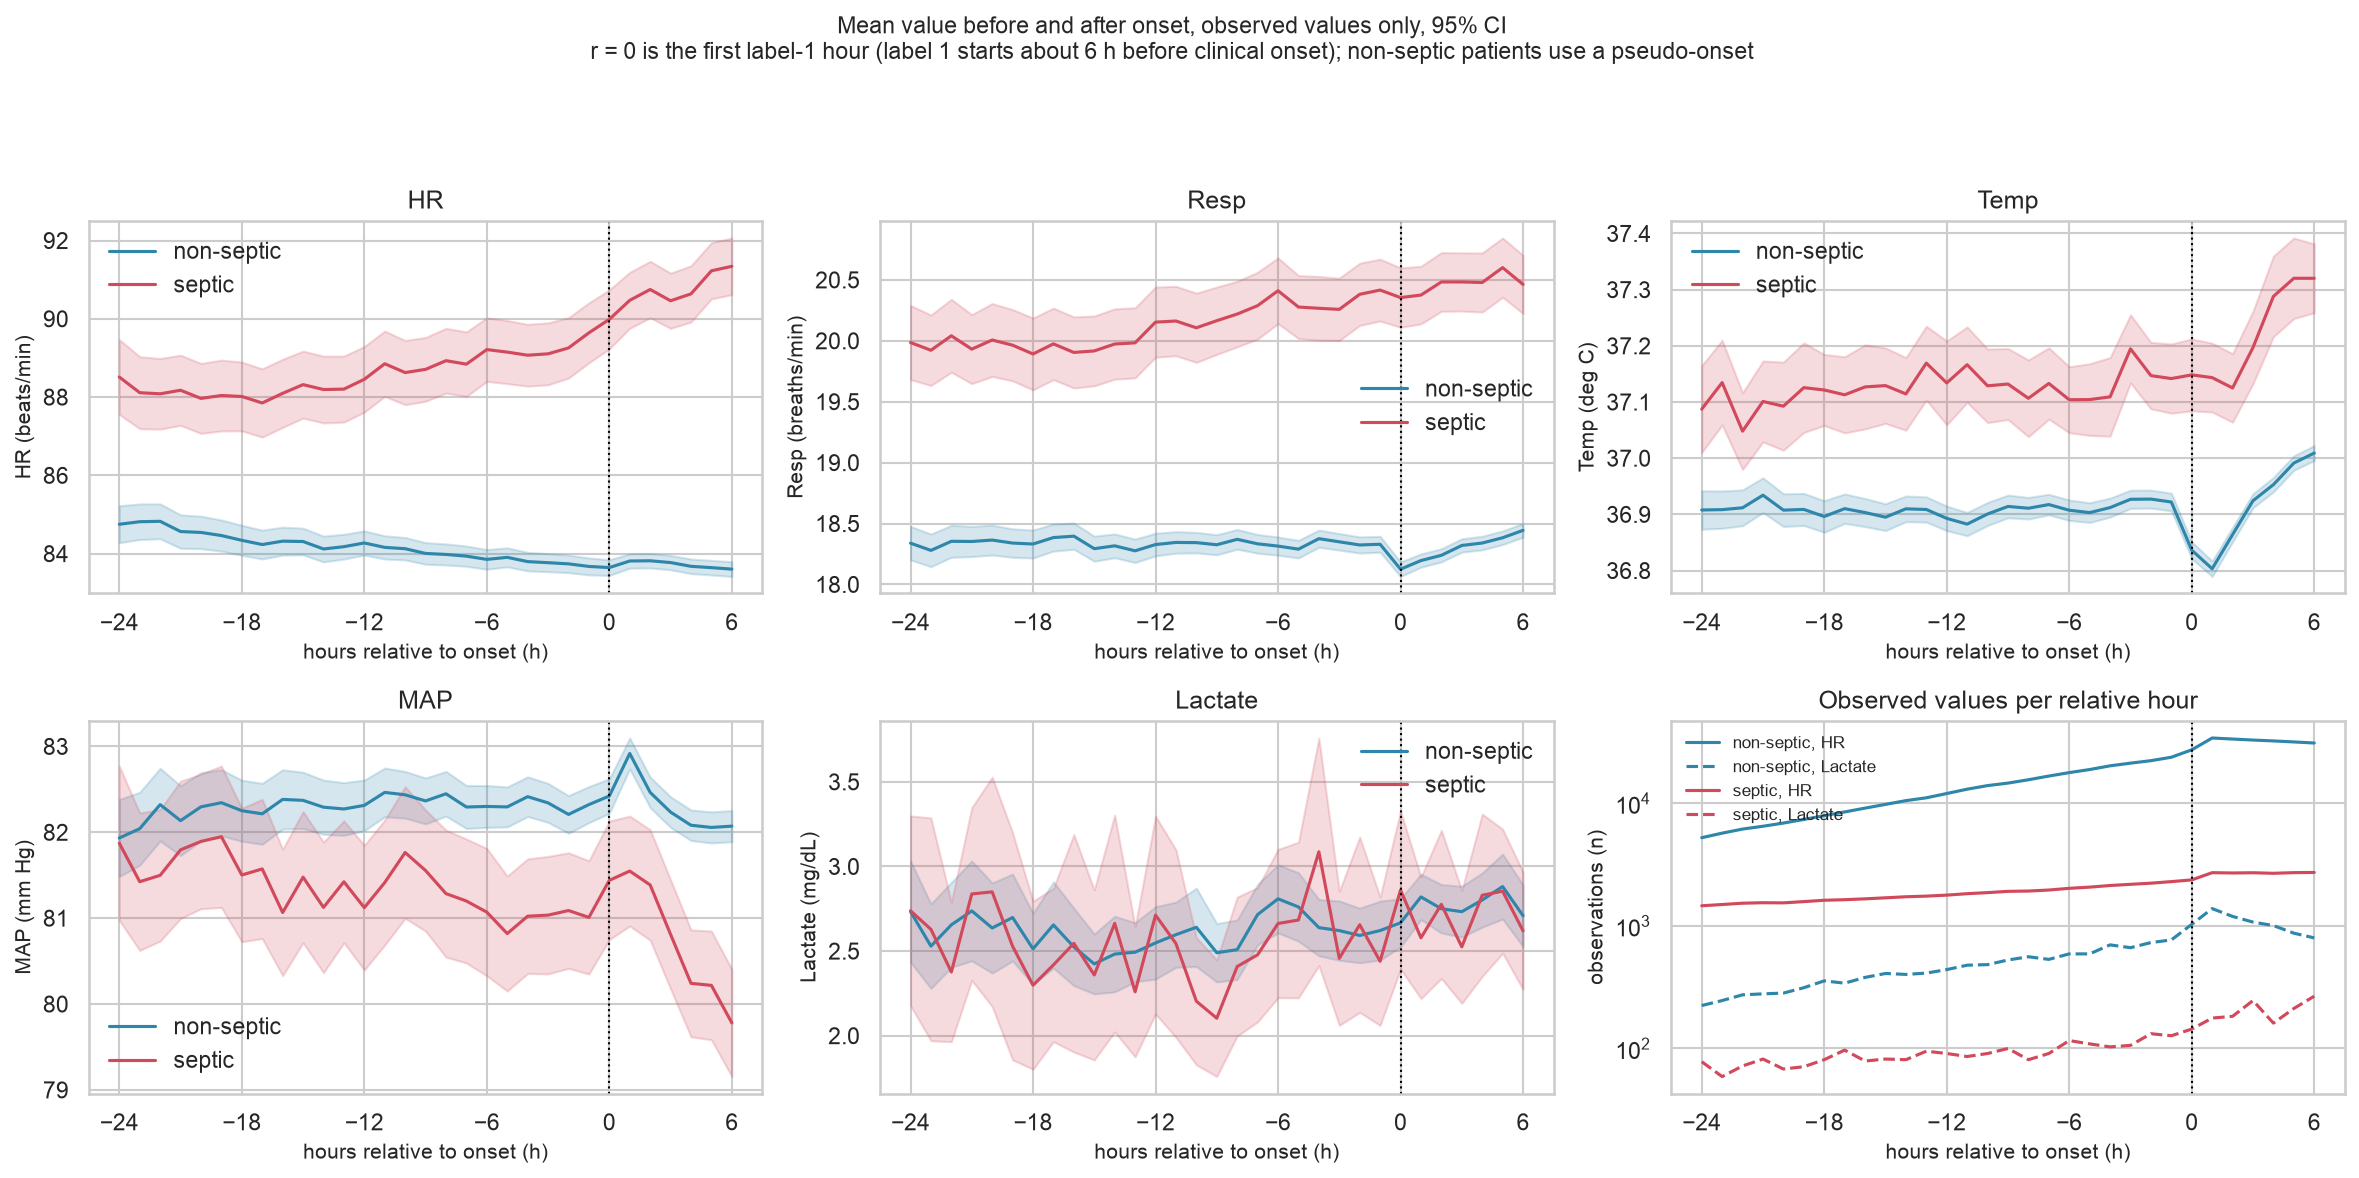 Mean value before and after onset, observed values only, 95% CI
r = 0 is the first label-1 hour (label 1 starts about 6 h before clinical onset); non-septic patients use a pseudo-onset
HR
HR (beats/min)
92
90
88
86
84
non-septic
septic
−24 −18 −12 −6 0 6
hours relative to onset (h)
Resp
Resp (breaths/min)
20.5
20.0
19.5
19.0
18.5
18.0
non-septic
septic
−24 −18 −12 −6 0 6
hours relative to onset (h)
Temp
Temp (deg C)
37.4
37.3
37.2
37.1
37.0
36.9
36.8
non-septic
septic
−24 −18 −12 −6 0 6
hours relative to onset (h)
MAP
MAP (mm Hg)
83
82
81
80
79
non-septic
septic
−24 −18 −12 −6 0 6
hours relative to onset (h)
Lactate
Lactate (mg/dL)
3.5
3.0
2.5
2.0
non-septic
septic
−24 −18 −12 −6 0 6
hours relative to onset (h)
Observed values per relative hour
observations (n)
10⁴
10³
10²
non-septic, HR
non-septic, Lactate
septic, HR
septic, Lactate
−24 −18 −12 −6 0 6
hours relative to onset (h)